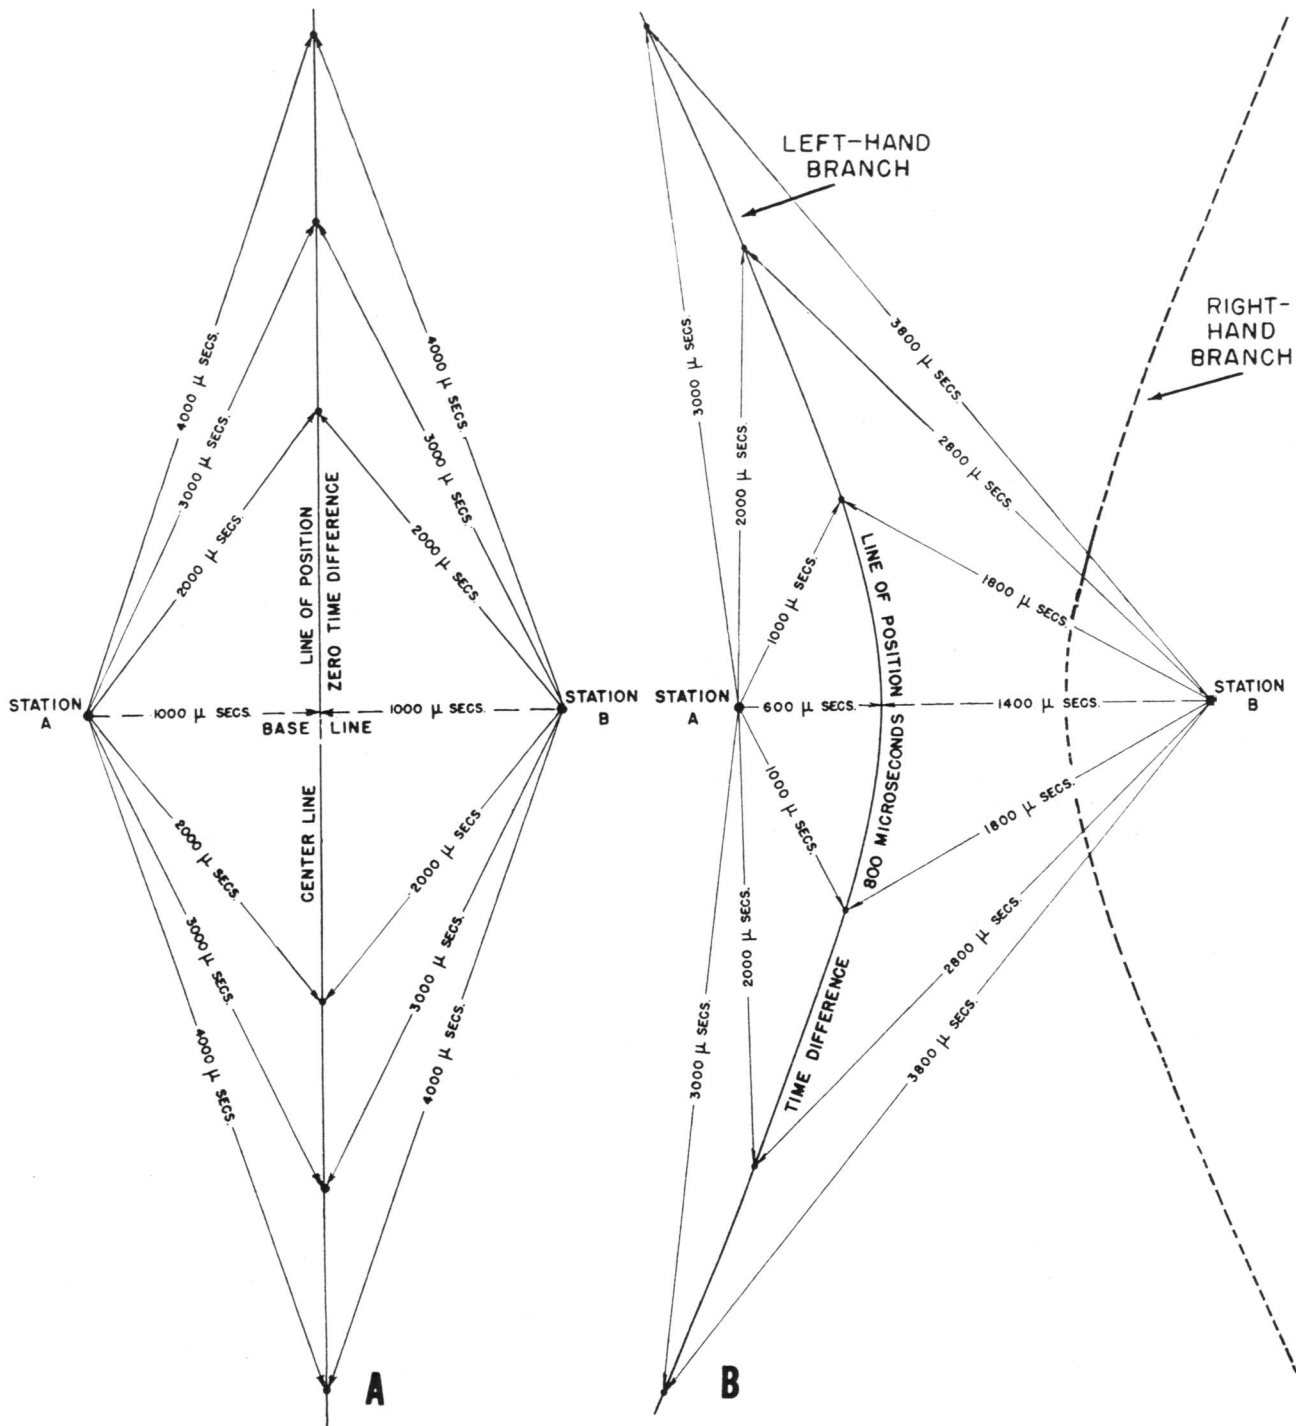 4000 μ SECS.
3000 μ SECS.
2000 μ SECS.
4000 μ SECS.
3000 μ SECS.
2000 μ SECS.
LINE OF POSITION
ZERO TIME DIFFERENCE
STATION
A
1000 μ SECS.
1000 μ SECS.
STATION
B
BASE LINE
CENTER LINE
2000 μ SECS.
3000 μ SECS.
4000 μ SECS.
2000 μ SECS
3000 μ SECS.
4000 μ SECS.
A
LEFT-HAND
BRANCH
RIGHT-
HAND
BRANCH
3000 μ SECS.
2000 μ SECS.
1000 μ SECS.
3800 μ SECS.
2800 μ SECS.
1800 μ SECS.
LINE OF POSITION
STATION
A
600 μ SECS.
1400 μ SECS.
STATION
B
800 MICROSECONDS
TIME DIFFERENCE
1000 μ SECS.
2000 μ SECS.
3000 μ SECS.
1800 μ SECS.
2800 μ SECS.
3800 μ SECS.
B